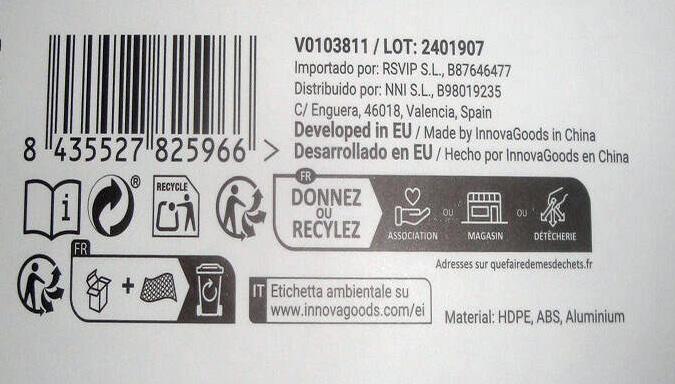 V0103811 / LOT: 2401907
Importado por: RSVIP S.L., B87646477
Distribuido por: NNI S.L., B98019235
C/ Enguera, 46018, Valencia, Spain
Developed in EU / Made by InnovaGoods in China
Desarrollado en EU / Hecho por InnovaGoods en China
8 435527 825966 >
i
®
RECYCLE
FR
DONNEZ
OU
RECYLEZ
ASSOCIATION
OU
MAGASIN
OU
DÉTÈCHERIE
Adresses sur quefairedemesdechets.fr
FR
+
IT Etichetta ambientale su
www.innovagoods.com/ei
Material: HDPE, ABS, Aluminium